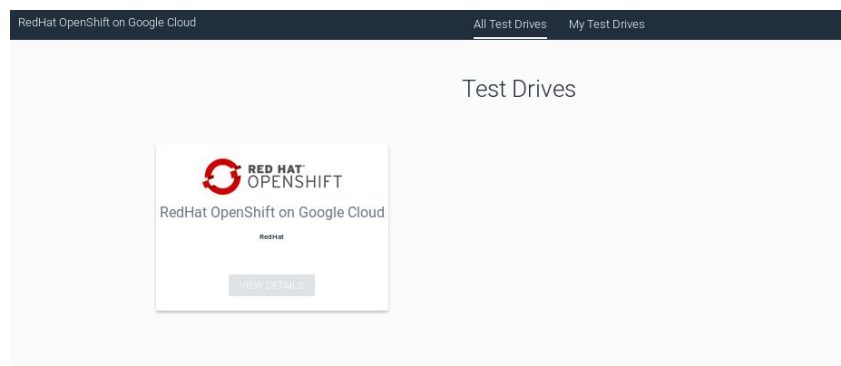 RedHat OpenShift on Google Cloud
All Test Drives
My Test Drives
Test Drives
RED HAT
OPENSHIFT
RedHat OpenShift on Google Cloud
RedHat
VIEW DETAILS